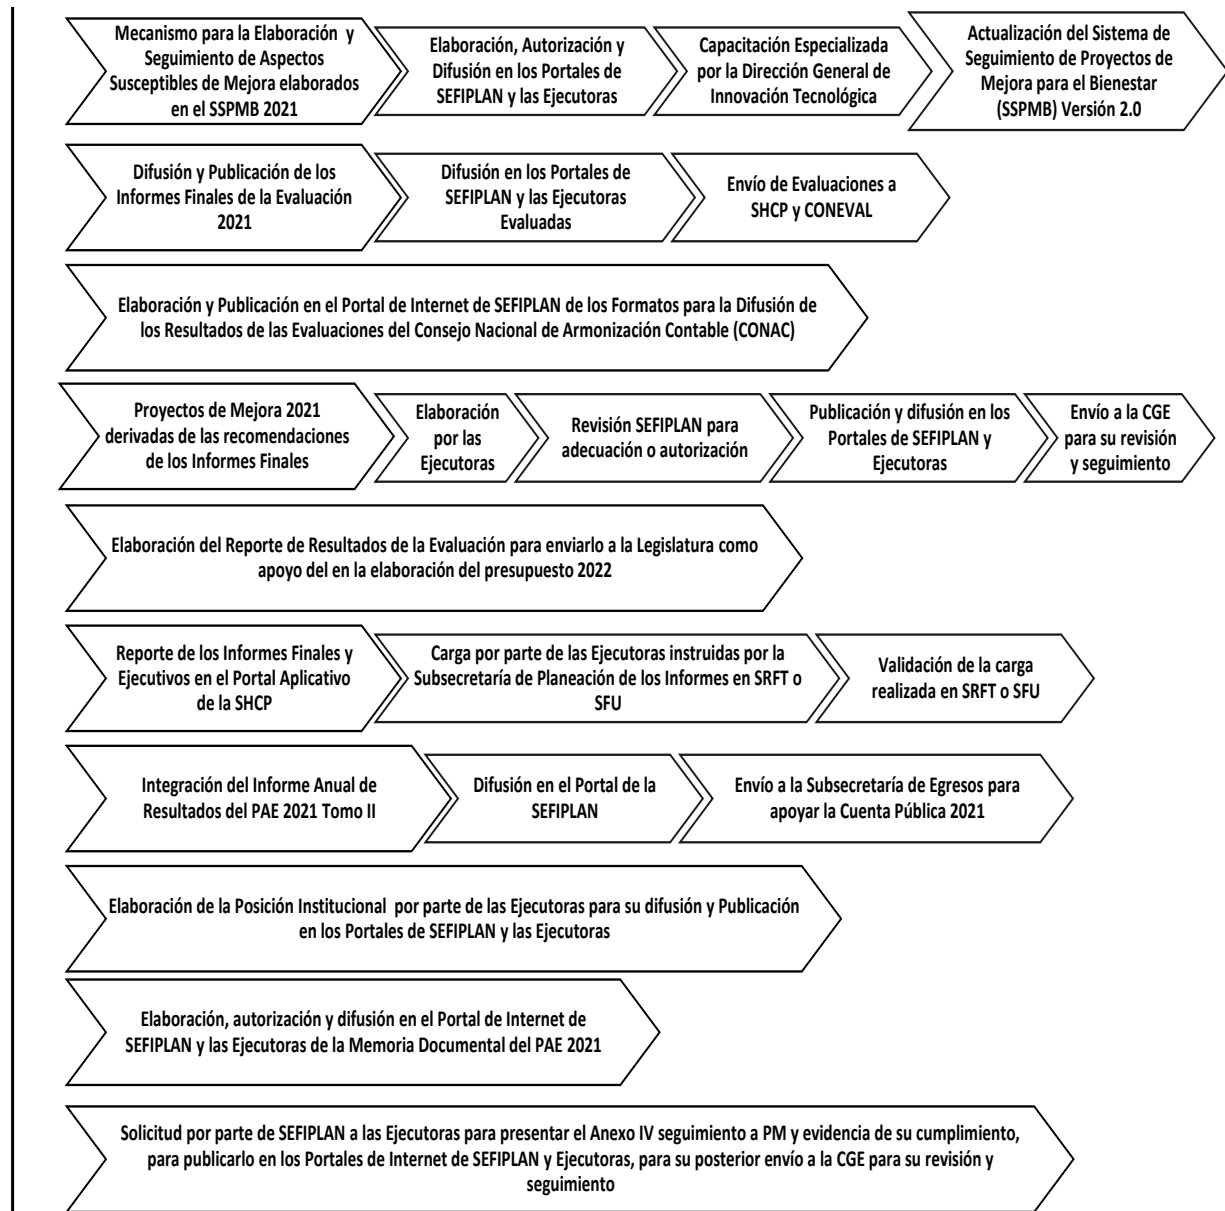 Mecanismo para la Elaboración y
Seguimiento de Aspectos
Susceptibles de Mejora elaborados
en el SSPMB 2021
Elaboración, Autorización y
Difusión en los Portales de
SEFIPLAN y las Ejecutoras
Capacitación Especializada
por la Dirección General de
Innovación Tecnológica
Actualización del Sistema de
Seguimiento de Proyectos de
Mejora para el Bienestar
(SSPMB) Versión 2.0
Difusión y Publicación de los
Informes Finales de la Evaluación
2021
Difusión en los Portales de
SEFIPLAN y las Ejecutoras
Evaluadas
Envío de Evaluaciones a
SHCP y CONEVAL
Elaboración y Publicación en el Portal de Internet de SEFIPLAN de los Formatos para la Difusión de
los Resultados de las Evaluaciones del Consejo Nacional de Armonización Contable (CONAC)
Proyectos de Mejora 2021
derivadas de las recomendaciones
de los Informes Finales
Elaboración
por las
Ejecutoras
Revisión SEFIPLAN para
adecuación o autorización
Publicación y difusión en los
Portales de SEFIPLAN y
Ejecutoras
Envío a la CGE
para su revisión
y seguimiento
Elaboración del Reporte de Resultados de la Evaluación para enviarlo a la Legislatura como
apoyo del en la elaboración del presupuesto 2022
Reporte de los Informes Finales y
Ejecutivos en el Portal Aplicativo
de la SHCP
Carga por parte de las Ejecutoras instruidas por la
Subsecretaría de Planeación de los Informes en SRFT o
SFU
Validación de la carga
realizada en SRFT o SFU
Integración del Informe Anual de
Resultados del PAE 2021 Tomo II
Difusión en el Portal de la
SEFIPLAN
Envío a la Subsecretaría de Egresos para
apoyar la Cuenta Pública 2021
Elaboración de la Posición Institucional por parte de las Ejecutoras para su difusión y Publicación
en los Portales de SEFIPLAN y las Ejecutoras
Elaboración, autorización y difusión en el Portal de Internet de
SEFIPLAN y las Ejecutoras de la Memoria Documental del PAE 2021
Solicitud por parte de SEFIPLAN a las Ejecutoras para presentar el Anexo IV seguimiento a PM y evidencia de su cumplimiento,
para publicarlo en los Portales de Internet de SEFIPLAN y Ejecutoras, para su posterior envío a la CGE para su revisión y
seguimiento